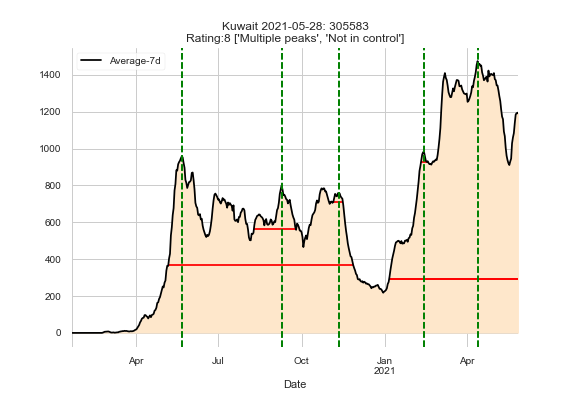 Kuwait 2021-05-28: 305583
Rating:8 ['Multiple peaks', 'Not in control']
Average-7d
1400
1200
1000
800
600
400
200
0
Apr
Jul
Oct
Jan
2021
Apr
Date